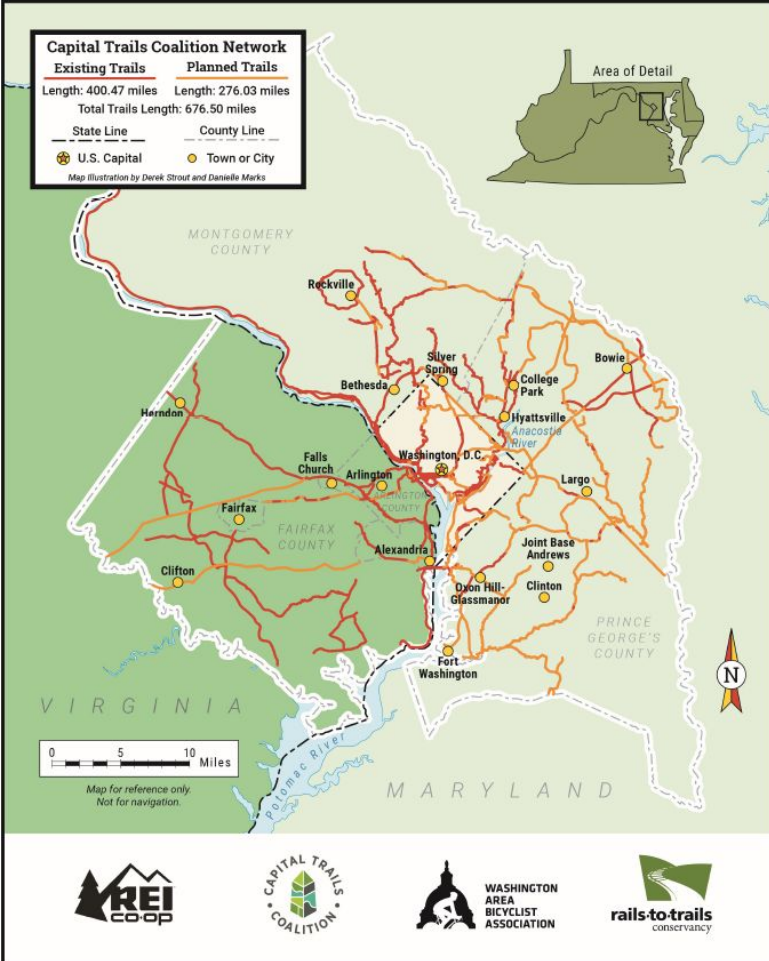 Capital Trails Coalition Network
Existing Trails
Planned Trails
Length: 400.47 miles
Length: 276.03 miles
Total Trails Length: 676.50 miles
State Line
County Line
U.S. Capital
Town or City
Map Illustration by Derek Strout and Danielle Marks
Area of Detail
MONTGOMERY
COUNTY
Rockville
Silver
Spring
Bethesda
College
Park
Bowie
Herndon
Hyattsville
Anacostia
River
Washington, D.C.
Falls
Church
Arlington
ARLINGTON
COUNTY
Largo
Fairfax
FAIRFAX
COUNTY
Alexandria
Joint Base
Andrews
Clifton
Oxon Hill-
Glassmanor
Clinton
PRINCE
GEORGE'S
COUNTY
Fort
Washington
N
VIRGINIA
0 5 10 Miles
Map for reference only.
Not for navigation.
Potomac River
MARYLAND
REI
CO-OP
CAPITAL TRAILS
COALITION
WASHINGTON
AREA
BICYCLIST
ASSOCIATION
rails-to-trails
conservancy